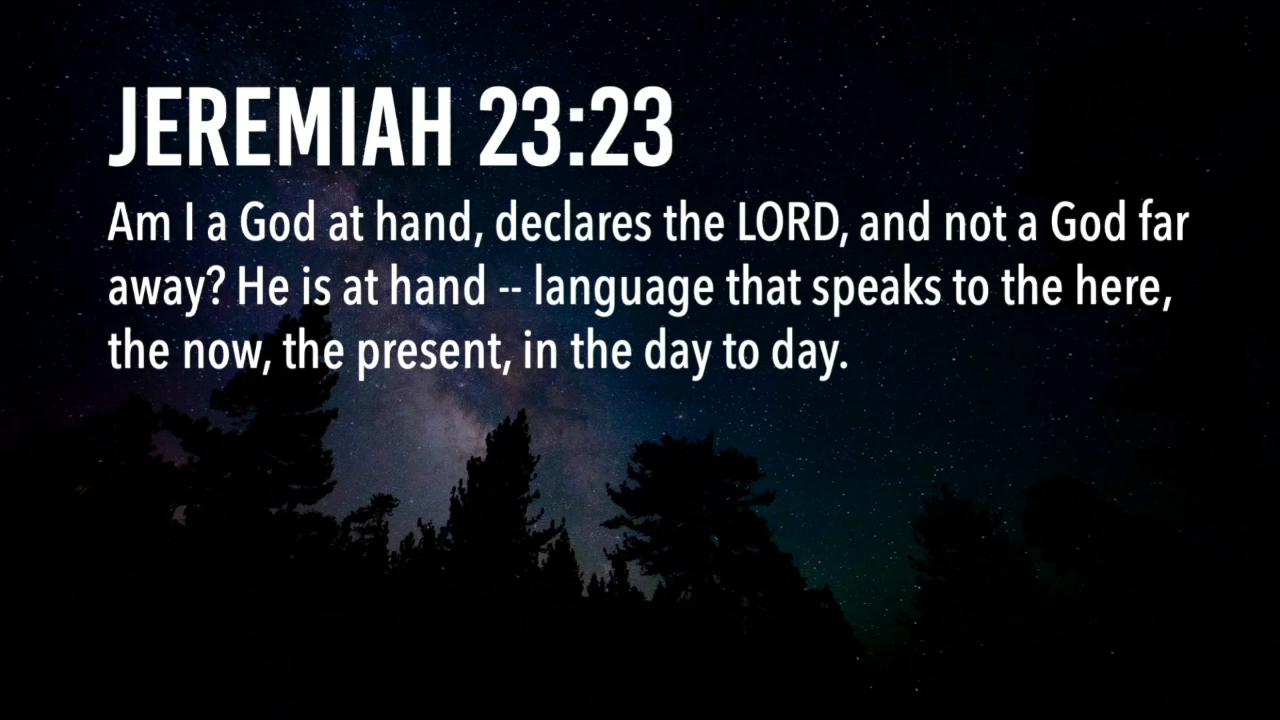 JEREMIAH 23:23
Am I a God at hand, declares the LORD, and not a God far
away? He is at hand -- language that speaks to the here,
the now, the present, in the day to day.